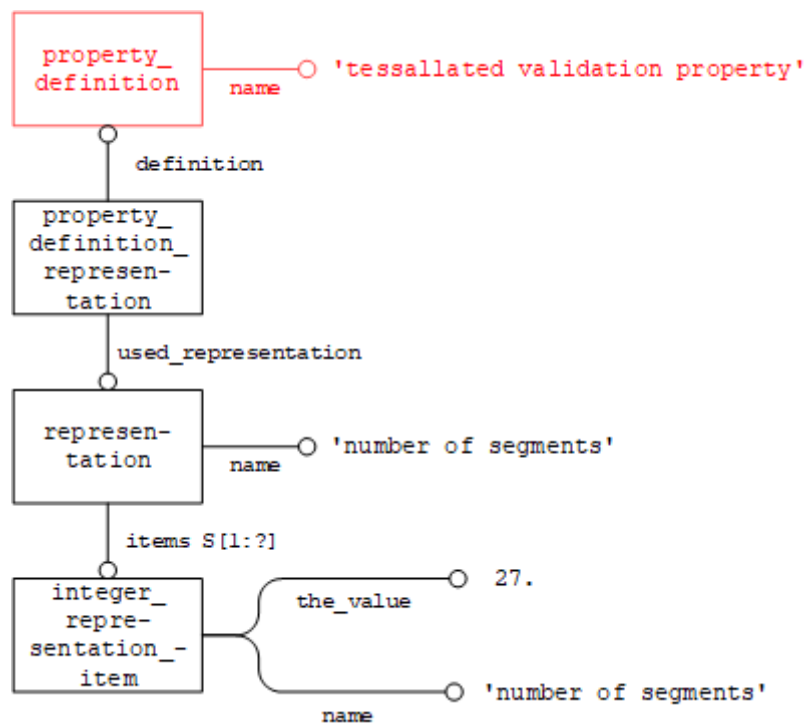 property_
definition
name
'tessallated validation property'
definition
property_
definition_
represen-
tation
used_representation
represen-
tation
name
'number of segments'
items S[1:?]
integer_
repre-
sentation_-
item
the_value
27.
name
'number of segments'